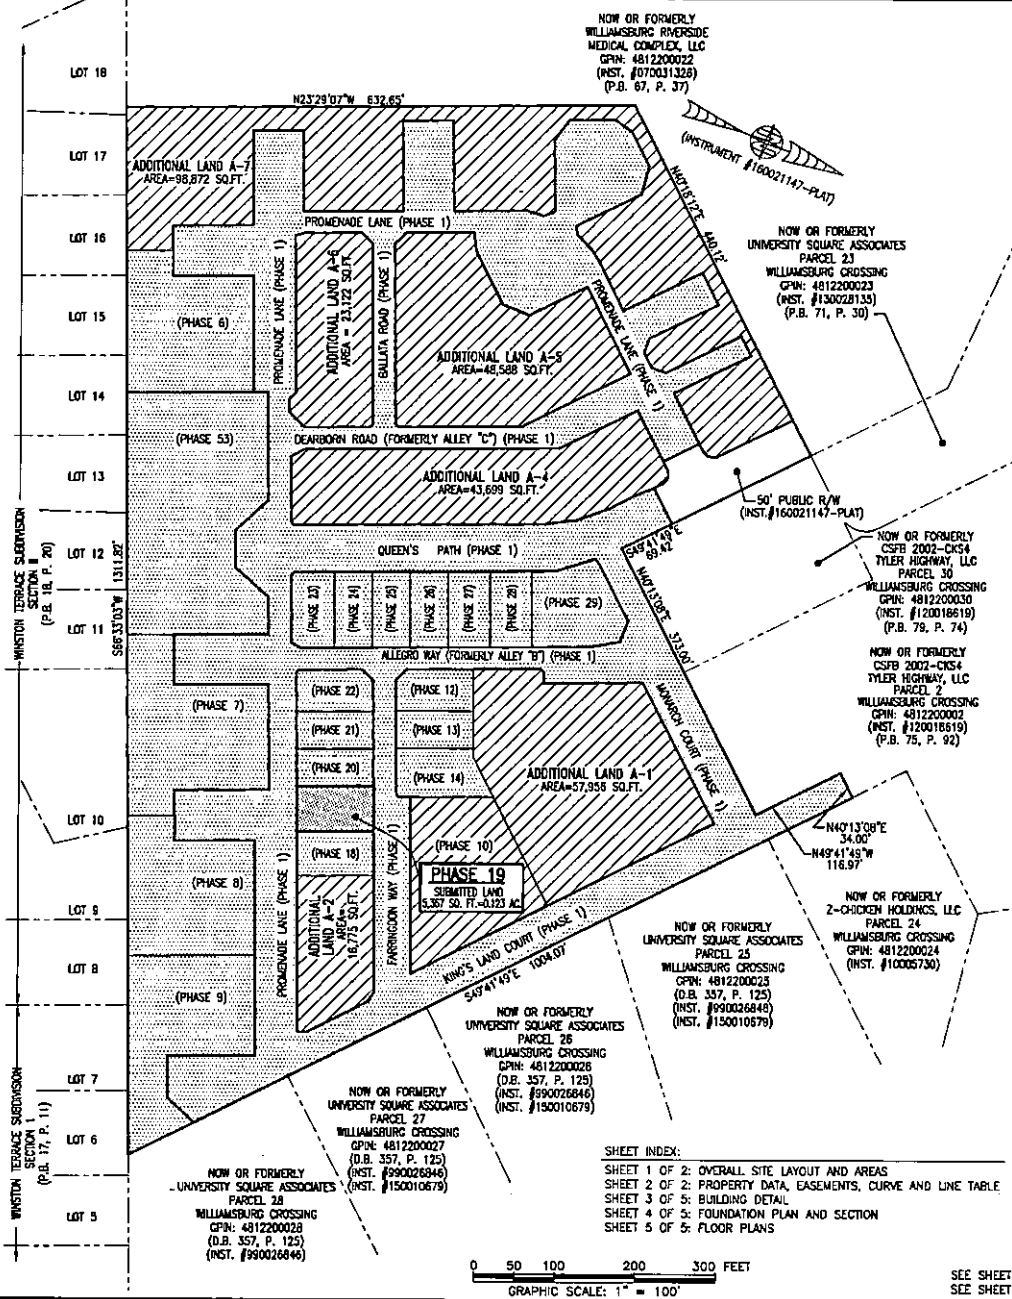 NOW OR FORMERLY
WILLIAMSBURG RIVERSIDE
MEDICAL COMPLEX, LLC
GPIN: 4812200022
(INST. #070031326)
(P.B. 67, P. 37)
LOT 18
N23°29'07"W 632.65'
(INSTRUMENT #160021147-PLAT)
LOT 17
ADDITIONAL LAND A-7
AREA=98,872 SQ.FT.
N40°18'12"E 440.12'
LOT 16
PROMENADE LANE (PHASE 1)
NOW OR FORMERLY
UNIVERSITY SQUARE ASSOCIATES
PARCEL 23
WILLIAMSBURG CROSSING
GPIN: 4812200023
(INST. #130028135)
(P.B. 71, P. 30)
PROMENADE LANE (PHASE 1)
ADDITIONAL LAND A-6
AREA = 23,122 SQ.FT.
BALLATA ROAD (PHASE 1)
PROMENADE LANE (PHASE 1)
LOT 15
(PHASE 6)
ADDITIONAL LAND A-5
AREA=48,588 SQ.FT.
LOT 14
(PHASE 53)
DEARBORN ROAD (FORMERLY ALLEY "C") (PHASE 1)
LOT 13
ADDITIONAL LAND A-4
AREA=43,699 SQ.FT.
50' PUBLIC R/W
(INST.#160021147-PLAT)
WINSTON TERRACE SUBDIVISION
SECTION II
(P.B. 18, P. 20)
S66°33'03"W 1311.82'
LOT 12
QUEEN'S PATH (PHASE 1)
S49°41'49"E
69.42'
N40°13'08"E 373.00'
NOW OR FORMERLY
CSFB 2002-CKS4
TYLER HIGHWAY, LLC
PARCEL 30
WILLIAMSBURG CROSSING
GPIN: 4812200030
(INST. #120018619)
(P.B. 79, P. 74)
(PHASE 23)
(PHASE 24)
(PHASE 25)
(PHASE 26)
(PHASE 27)
(PHASE 28)
(PHASE 29)
LOT 11
ALLEGRO WAY (FORMERLY ALLEY "B") (PHASE 1)
NOW OR FORMERLY
CSFB 2002-CKS4
TYLER HIGHWAY, LLC
PARCEL 2
WILLIAMSBURG CROSSING
GPIN: 4812200002
(INST. #120018619)
(P.B. 75, P. 92)
(PHASE 7)
(PHASE 22)
(PHASE 12)
(PHASE 21)
(PHASE 13)
(PHASE 20)
(PHASE 14)
ADDITIONAL LAND A-1
AREA=57,956 SQ.FT.
MONARCH COURT (PHASE 1)
LOT 10
N40°13'08"E
34.00'
N49°41'49"W
116.97'
(PHASE 18)
(PHASE 10)
PHASE 19
SUBMITTED LAND
5,367 SQ. FT.=0.123 AC.
(PHASE 8)
PROMENADE LANE (PHASE 1)
ADDITIONAL
LAND A-2
AREA=
16,775 SQ.FT.
FARRINGDON WAY (PHASE 1)
LOT 9
KING'S LAND COURT (PHASE 1)
S49°41'49"E 1004.07'
NOW OR FORMERLY
Z-CHICKEN HOLDINGS, LLC
PARCEL 24
WILLIAMSBURG CROSSING
GPIN: 4812200024
(INST. #10005730)
NOW OR FORMERLY
UNIVERSITY SQUARE ASSOCIATES
PARCEL 25
WILLIAMSBURG CROSSING
GPIN: 4812200025
(D.B. 357, P. 125)
(INST. #990026846)
(INST. #150010679)
LOT 8
(PHASE 9)
NOW OR FORMERLY
UNIVERSITY SQUARE ASSOCIATES
PARCEL 26
WILLIAMSBURG CROSSING
GPIN: 4812200026
(D.B. 357, P. 125)
(INST. #990026846)
(INST. #150010679)
LOT 7
WINSTON TERRACE SUBDIVISION
SECTION 1
(P.B. 17, P. 11)
LOT 6
NOW OR FORMERLY
UNIVERSITY SQUARE ASSOCIATES
PARCEL 27
WILLIAMSBURG CROSSING
GPIN: 4812200027
(D.B. 357, P. 125)
(INST. #990026846)
(INST. #150010679)
NOW OR FORMERLY
UNIVERSITY SQUARE ASSOCIATES
PARCEL 28
WILLIAMSBURG CROSSING
GPIN: 4812200028
(D.B. 357, P. 125)
(INST. #990026846)
LOT 5
SHEET INDEX:
SHEET 1 OF 2: OVERALL SITE LAYOUT AND AREAS
SHEET 2 OF 2: PROPERTY DATA, EASEMENTS, CURVE AND LINE TABLE
SHEET 3 OF 5: BUILDING DETAIL
SHEET 4 OF 5: FOUNDATION PLAN AND SECTION
SHEET 5 OF 5: FLOOR PLANS
0 50 100 200 300 FEET
GRAPHIC SCALE: 1" = 100'
SEE SHEET
SEE SHEET